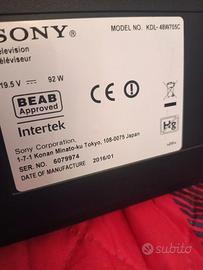 SONY
MODEL NO. KDL-48W705C
elevision
éléviseur
19.5 V 92 W
BEAB
Approved
Intertek
Sony Corporation
1-7-1 Konan Minato-ku Tokyo, 108-0075 Japan
SER. NO. 6079974
DATE OF MANUFACTURE 2016/01
CE
Hg
subito